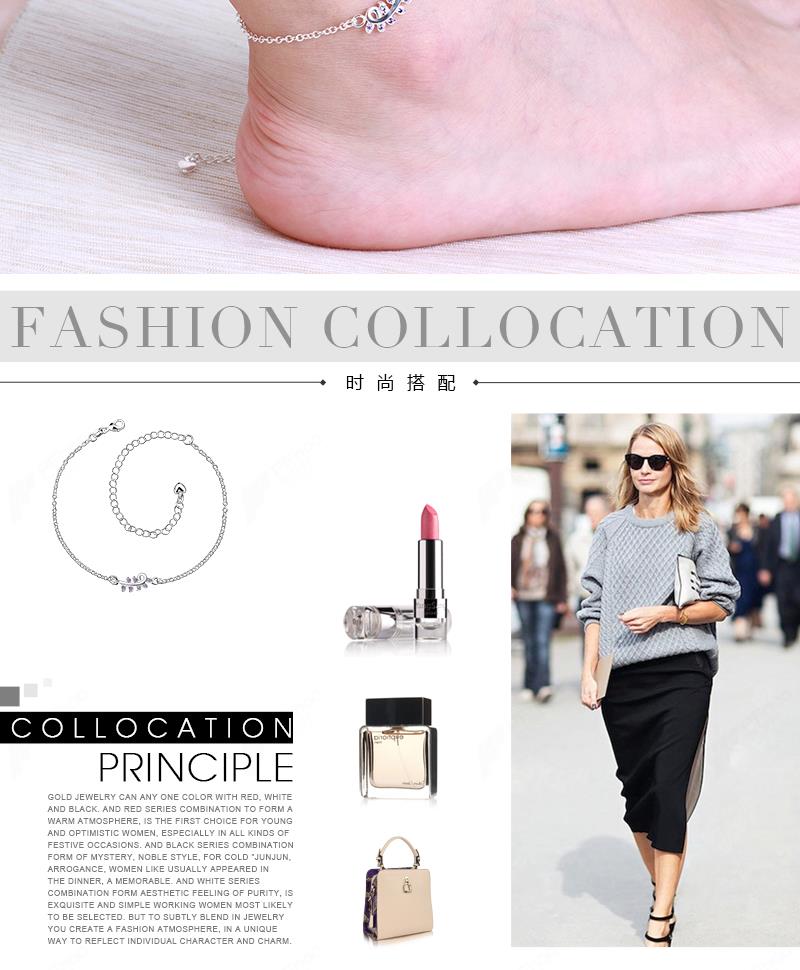 FASHION COLLOCATION
时尚搭配
COLLOCATION
PRINCIPLE
GOLD JEWELRY CAN ANY ONE COLOR WITH RED, WHITE
AND BLACK. AND RED SERIES COMBINATION TO FORM A
WARM ATMOSPHERE, IS THE FIRST CHOICE FOR YOUNG
AND OPTIMISTIC WOMEN, ESPECIALLY IN ALL KINDS OF
FESTIVE OCCASIONS. AND BLACK SERIES COMBINATION
FORM OF MYSTERY, NOBLE STYLE, FOR COLD "JUNJUN,
ARROGANCE, WOMEN LIKE USUALLY APPEARED IN
THE DINNER, A MEMORABLE. AND WHITE SERIES
COMBINATION FORM AESTHETIC FEELING OF PURITY, IS
EXQUISITE AND SIMPLE WORKING WOMEN MOST LIKELY
TO BE SELECTED. BUT TO SUBTLY BLEND IN JEWELRY
YOU CREATE A FASHION ATMOSPHERE, IN A UNIQUE
WAY TO REFLECT INDIVIDUAL CHARACTER AND CHARM.